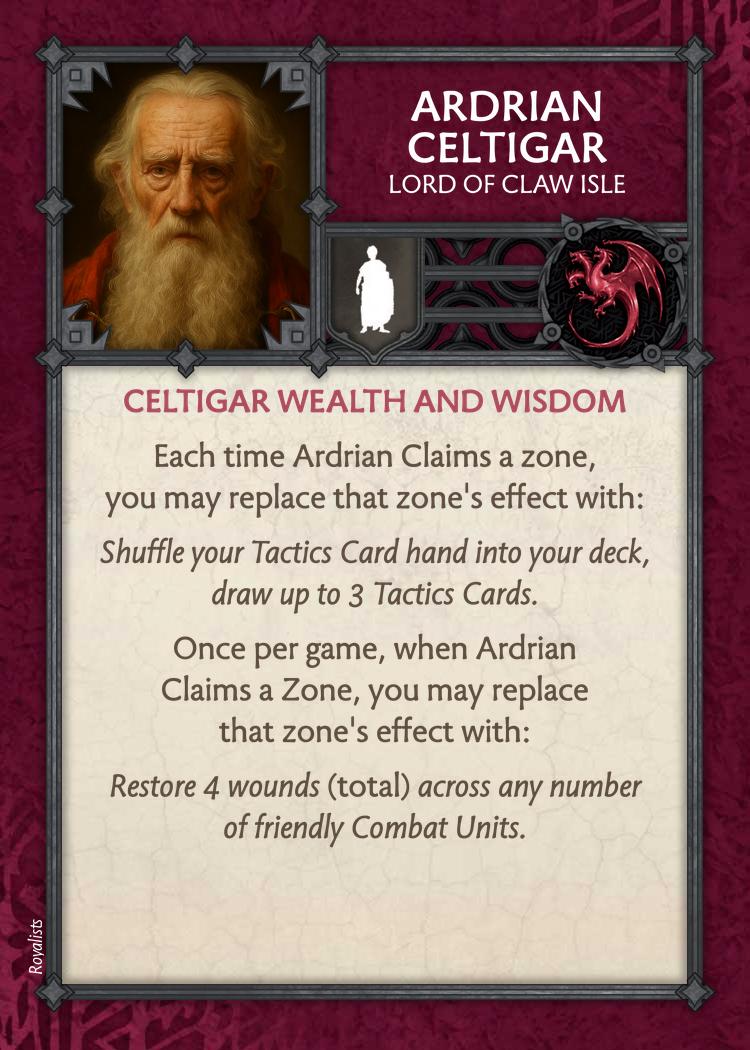 ARDRIAN
CELTIGAR
LORD OF CLAW ISLE
CELTIGAR WEALTH AND WISDOM
Each time Ardrian Claims a zone,
you may replace that zone's effect with:
Shuffle your Tactics Card hand into your deck,
draw up to 3 Tactics Cards.
Once per game, when Ardrian
Claims a Zone, you may replace
that zone's effect with:
Restore 4 wounds (total) across any number
of friendly Combat Units.
Royalists